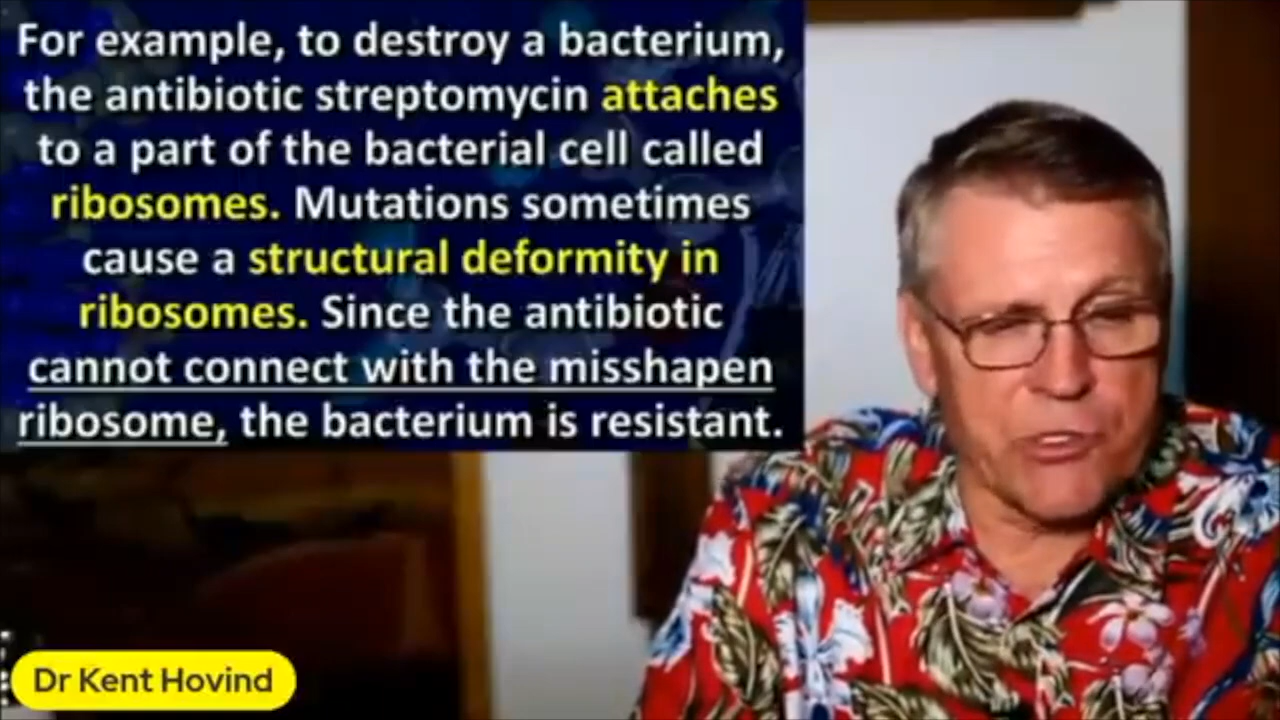 For example, to destroy a bacterium,
the antibiotic streptomycin attaches
to a part of the bacterial cell called
ribosomes. Mutations sometimes
cause a structural deformity in
ribosomes. Since the antibiotic
cannot connect with the misshapen
ribosome, the bacterium is resistant.
Dr Kent Hovind